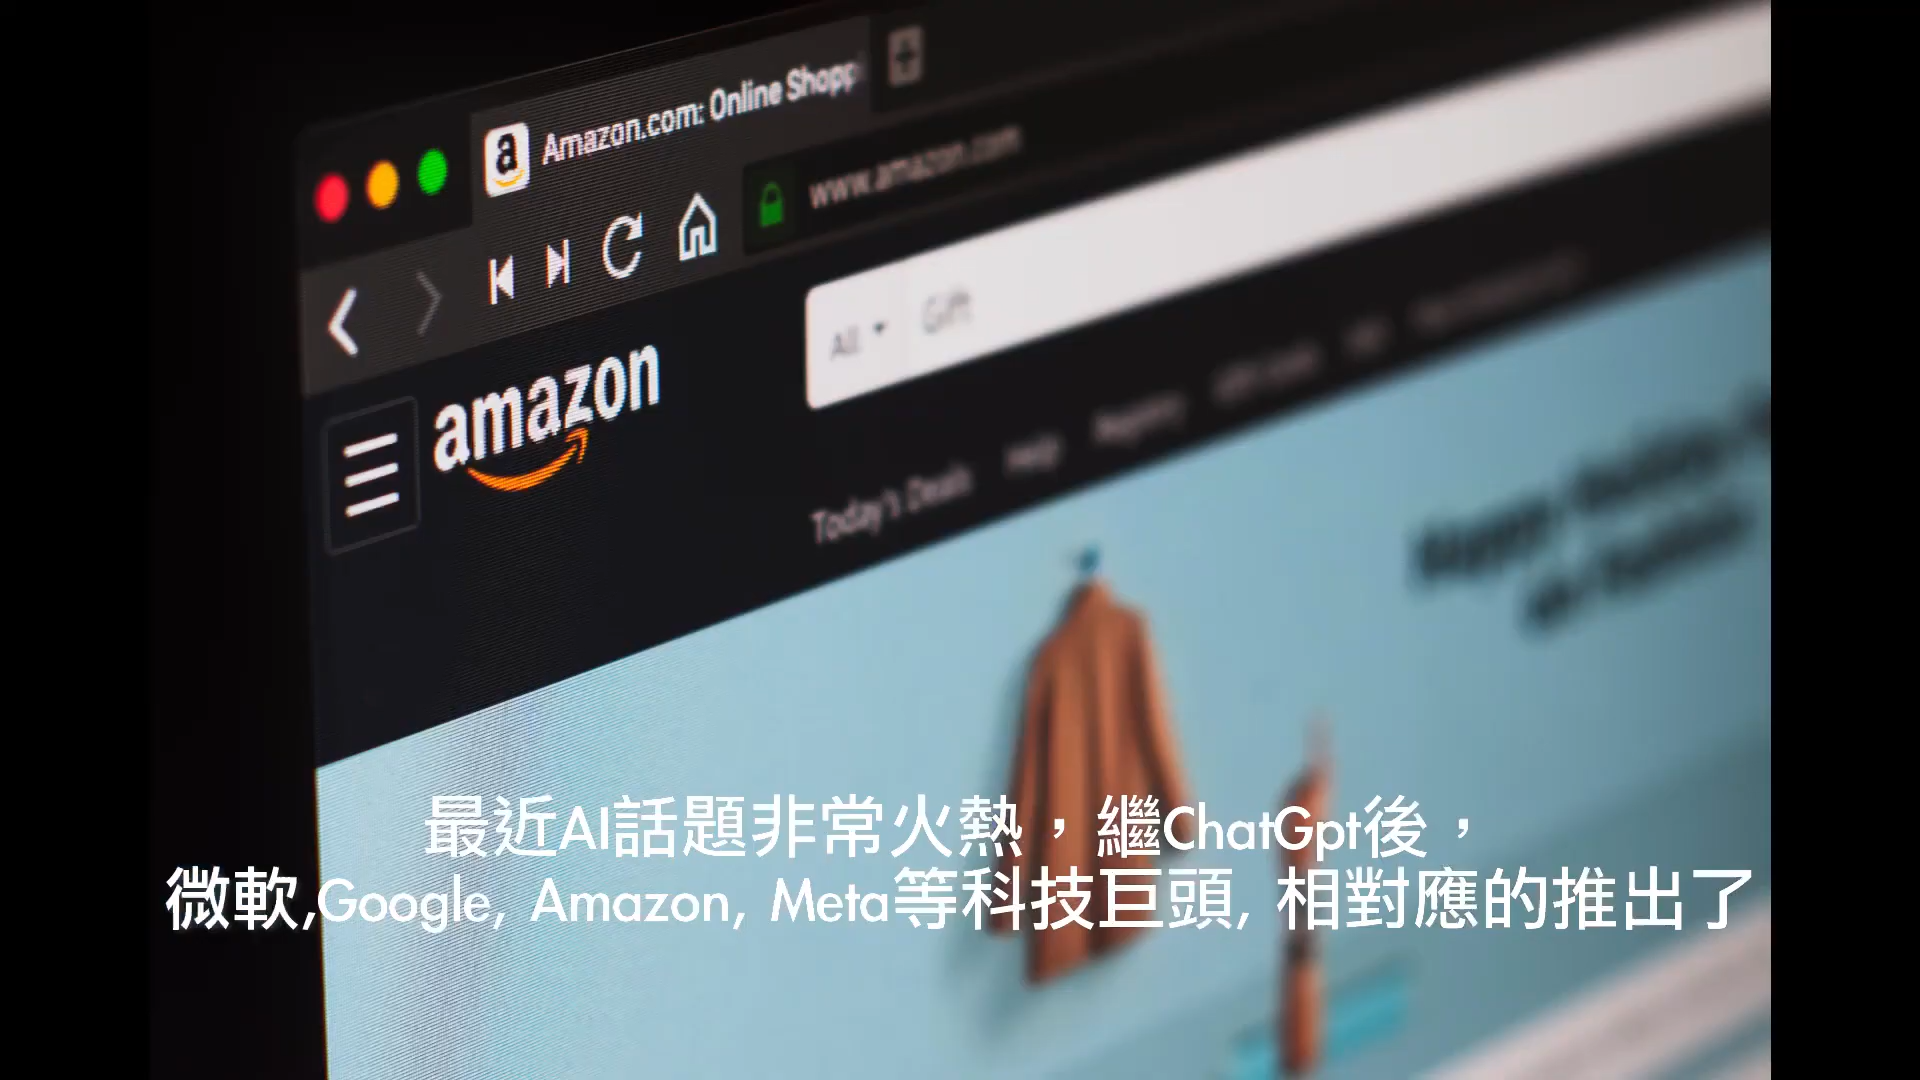 Amazon.com: Online Shopp
www.amazon.com
All
Gift
amazon
Today's Deals
Help
Registry
最近AI話題非常火熱，繼ChatGpt後，
微軟,Google, Amazon, Meta等科技巨頭, 相對應的推出了